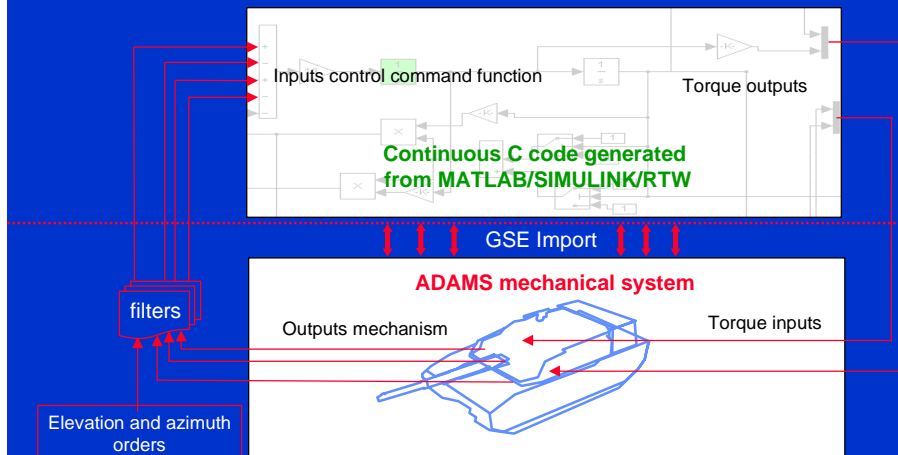 Inputs control command function
Torque outputs
Continuous C code generated
from MATLAB/SIMULINK/RTW
GSE Import
ADAMS mechanical system
filters
Outputs mechanism
Torque inputs
Elevation and azimuth
orders